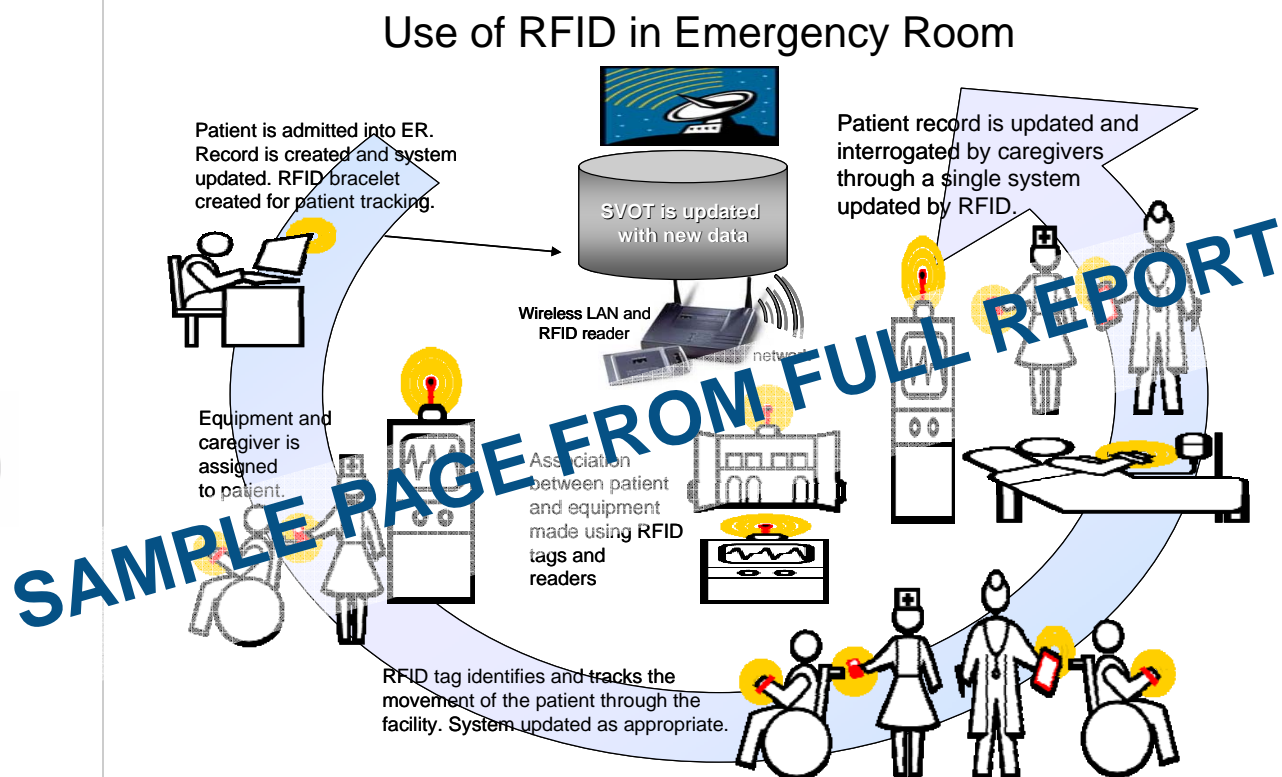 Use of RFID in Emergency Room
Patient is admitted into ER.
Record is created and system
updated. RFID bracelet
created for patient tracking.
SVOT is updated
with new data
Wireless LAN and
RFID reader
network
Patient record is updated and
interrogated by caregivers
through a single system
updated by RFID.
Equipment and
caregiver is
assigned
to patient.
Association
between patient
and equipment
made using RFID
tags and
readers
RFID tag identifies and tracks the
movement of the patient through the
facility. System updated as appropriate.
SAMPLE PAGE FROM FULL REPORT